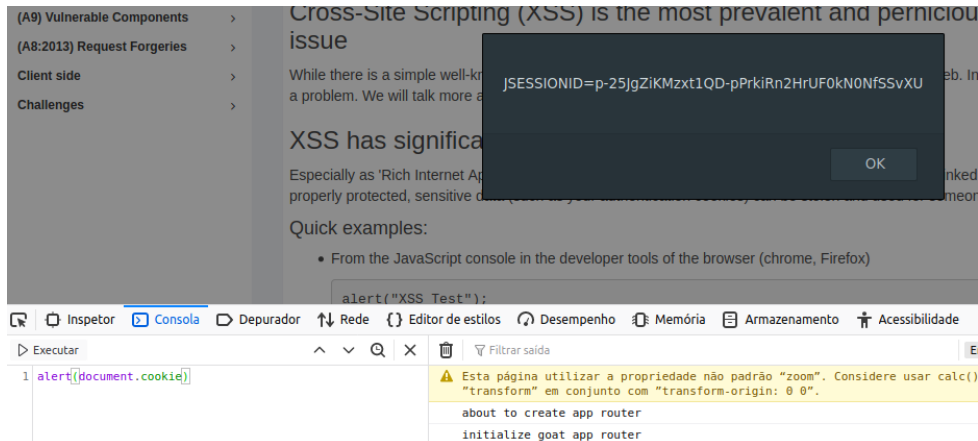 (A9) Vulnerable Components
(A8:2013) Request Forgeries
Client side
Challenges
Cross-Site Scripting (XSS) is the most prevalent and pernicious
issue
While there is a simple well-
eb. In
a problem. We will talk more
JSESSIONID=p-25JgZiKMzxt1QD-pPrkiRn2HrUF0kN0NfSSvXU
OK
XSS has significa
Especially as 'Rich Internet Ap
nked
properly protected, sensitive
Quick examples:
• From the JavaScript console in the developer tools of the browser (chrome, Firefox)
alert("XSS Test");
Inspetor Consola Depurador Rede Editor de estilos Desempenho Memória Armazenamento Acessibilidade
Executar
Filtrar saída
1 alert(document.cookie)
Esta página utilizar a propriedade não padrão “zoom”. Considere usar calc()
“transform” em conjunto com “transform-origin: 0 0”.
about to create app router
initialize goat app router